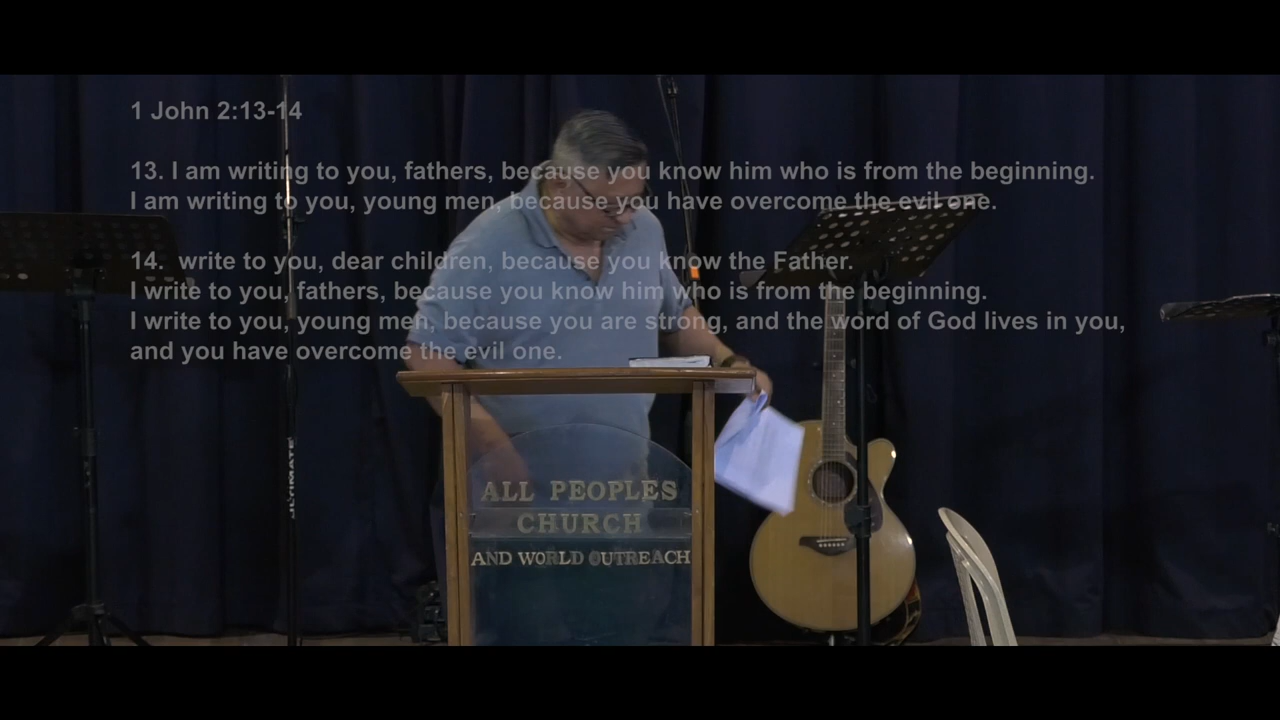 1 John 2:13-14
13. I am writing to you, fathers, because you know him who is from the beginning.
I am writing to you, young men, because you have overcome the evil one.
14.  write to you, dear children, because you know the Father.
I write to you, fathers, because you know him who is from the beginning.
I write to you, young men, because you are strong, and the word of God lives in you,
and you have overcome the evil one.
ULTIMATE
ALL PEOPLES
CHURCH
AND WORLD OUTREACH